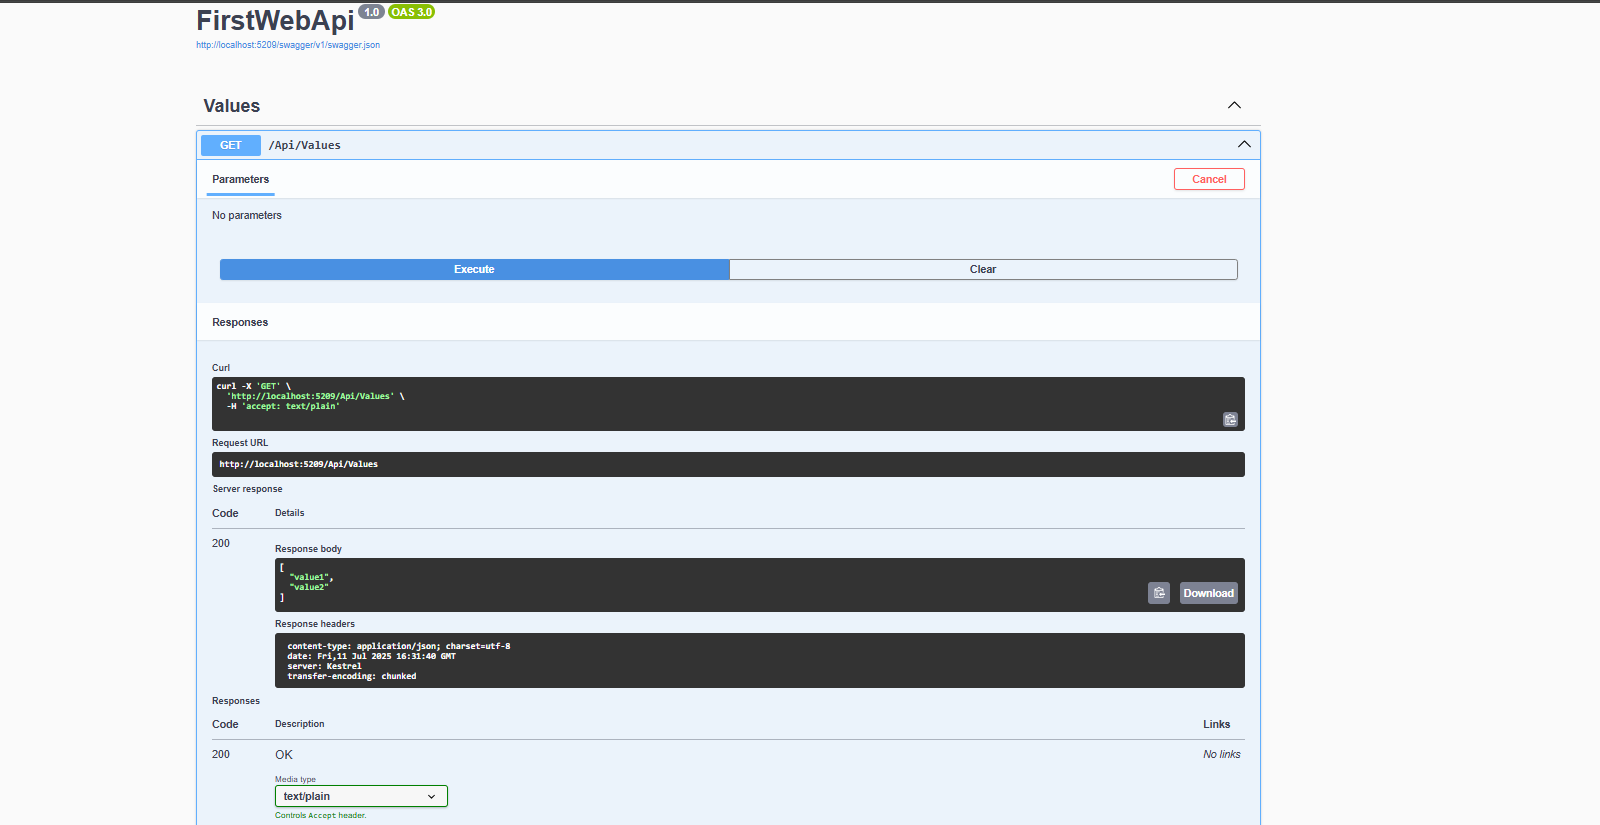 FirstWebApi 1.0 OAS 3.0
http://localhost:5209/swagger/v1/swagger.json
Values
GET /Api/Values
Parameters
Cancel
No parameters
Execute
Clear
Responses
Curl
curl -X 'GET' \
'http://localhost:5209/Api/Values' \
-H 'accept: text/plain'
Request URL
http://localhost:5209/Api/Values
Server response
Code Details
200
Response body
[
"value1",
"value2"
]
Download
Response headers
content-type: application/json; charset=utf-8
date: Fri,11 Jul 2025 16:31:40 GMT
server: Kestrel
transfer-encoding: chunked
Responses
Code Description Links
200 OK No links
Media type
text/plain
Controls Accept header.